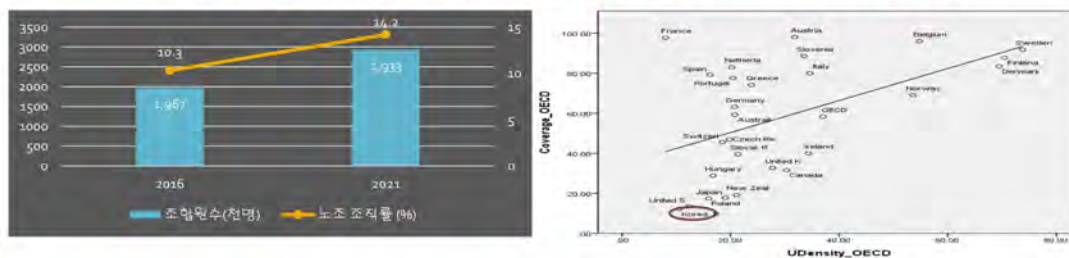 3500
3000
2500
2000
1500
1000
500
0
10.3
14.2
1,967
15
10
5
0
2016
2021
조합원수(천명)
노조 조직률(%)
Coverage_OECD
100.00
80.00
60.00
40.00
20.00
.00
France
Austria
Belgium
Sweden
Slovenia
Finland
Denmark
Netherla
Italy
Spain
Portugal
Greece
Norway
Germany
OECD
Australi
Switzerl
Czech Re
Slovak R
Ireland
Hungary
United K
Canada
Japan
New Zeal
United S
Poland
Korea
.00
20.00
40.00
60.00
80.00
UDensity_OECD